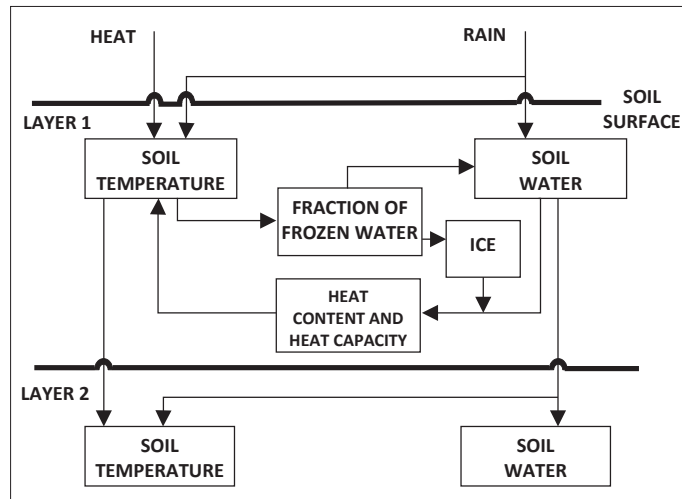 HEAT
RAIN
SOIL
SURFACE
LAYER 1
SOIL
TEMPERATURE
SOIL
WATER
FRACTION OF
FROZEN WATER
ICE
HEAT
CONTENT AND
HEAT CAPACITY
LAYER 2
SOIL
TEMPERATURE
SOIL
WATER